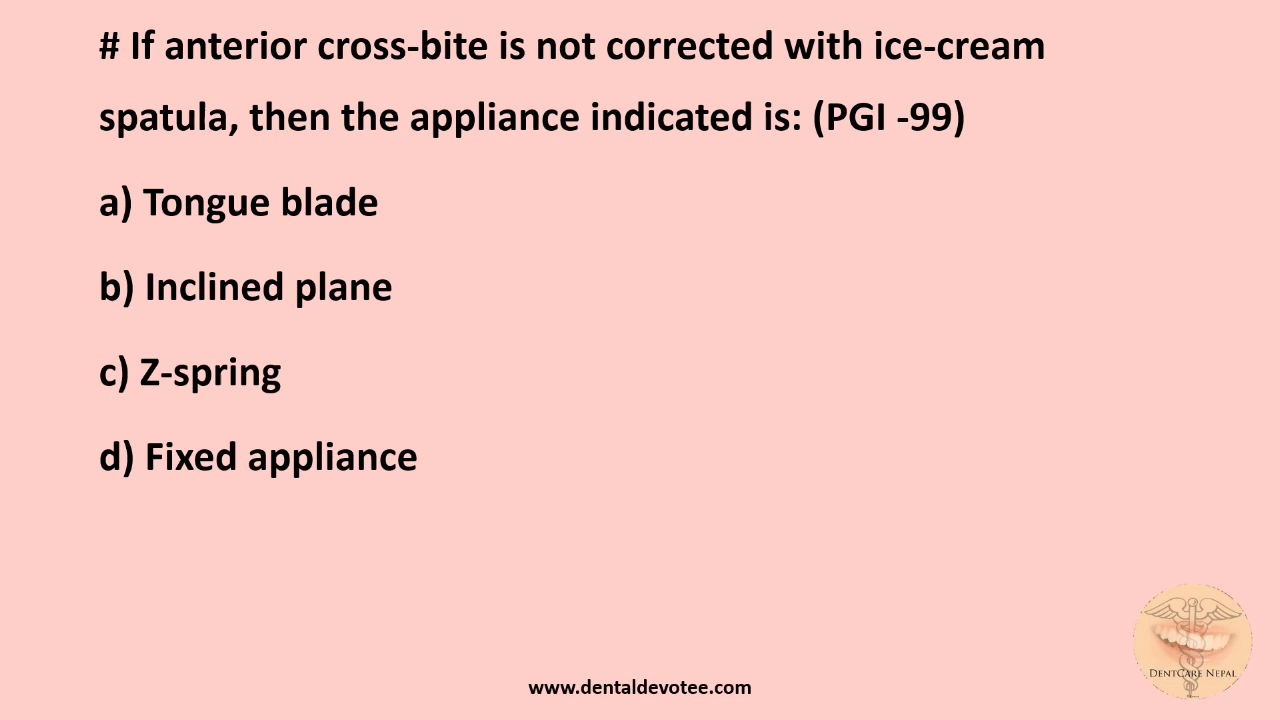 # If anterior cross-bite is not corrected with ice-cream
spatula, then the appliance indicated is: (PGI -99)
a) Tongue blade
b) Inclined plane
c) Z-spring
d) Fixed appliance
DentCare Nepal
www.dentaldevotee.com